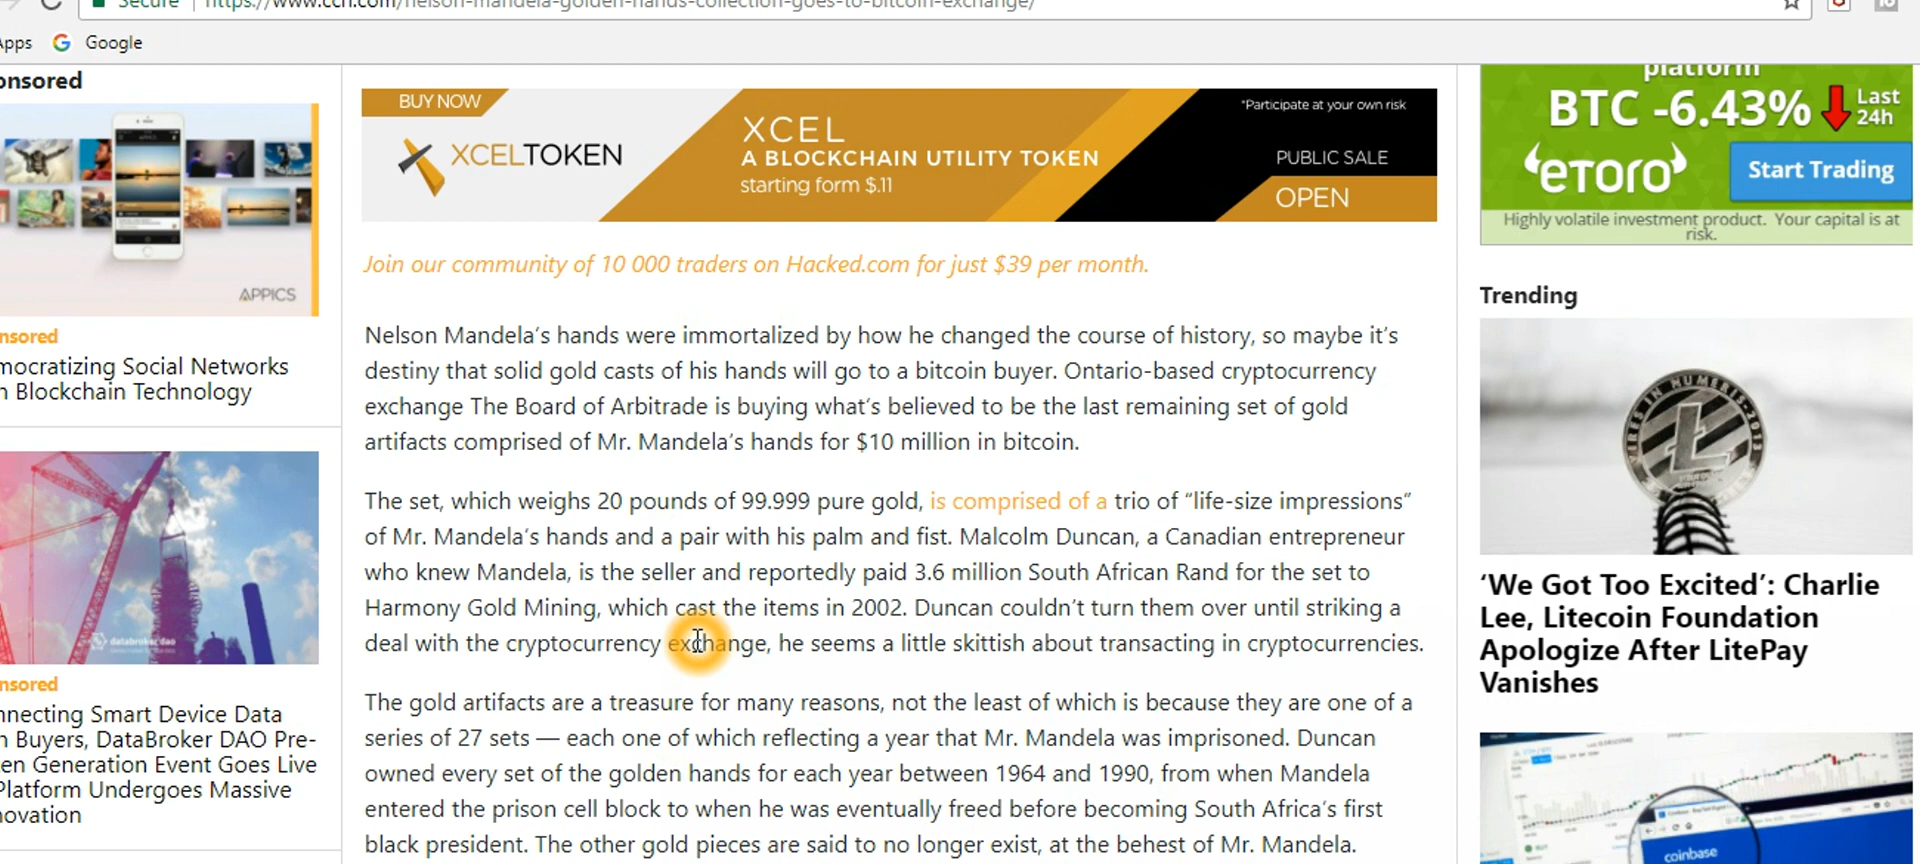 Secure
https://www.ccn.com/nelson-mandela-golden-hands-collection-goes-to-bitcoin-exchange/
Apps
Google
onsored
APPICS
nsored
mocratizing Social Networks
h Blockchain Technology
databroker dao
nsored
nnecting Smart Device Data
h Buyers, DataBroker DAO Pre-
en Generation Event Goes Live
Platform Undergoes Massive
novation
BUY NOW
XCELTOKEN
XCEL
A BLOCKCHAIN UTILITY TOKEN
starting form $.11
*Participate at your own risk
PUBLIC SALE
OPEN
Join our community of 10 000 traders on Hacked.com for just $39 per month.
Nelson Mandela's hands were immortalized by how he changed the course of history, so maybe it's
destiny that solid gold casts of his hands will go to a bitcoin buyer. Ontario-based cryptocurrency
exchange The Board of Arbitrade is buying what's believed to be the last remaining set of gold
artifacts comprised of Mr. Mandela's hands for $10 million in bitcoin.
The set, which weighs 20 pounds of 99.999 pure gold, is comprised of a trio of “life-size impressions”
of Mr. Mandela's hands and a pair with his palm and fist. Malcolm Duncan, a Canadian entrepreneur
who knew Mandela, is the seller and reportedly paid 3.6 million South African Rand for the set to
Harmony Gold Mining, which cast the items in 2002. Duncan couldn't turn them over until striking a
deal with the cryptocurrency exchange, he seems a little skittish about transacting in cryptocurrencies.
The gold artifacts are a treasure for many reasons, not the least of which is because they are one of a
series of 27 sets — each one of which reflecting a year that Mr. Mandela was imprisoned. Duncan
owned every set of the golden hands for each year between 1964 and 1990, from when Mandela
entered the prison cell block to when he was eventually freed before becoming South Africa's first
black president. The other gold pieces are said to no longer exist, at the behest of Mr. Mandela.
platform
BTC -6.43% Last
24h
eToro
Start Trading
Highly volatile investment product. Your capital is at
risk.
Trending
‘We Got Too Excited’: Charlie
Lee, Litecoin Foundation
Apologize After LitePay
Vanishes
coinbase